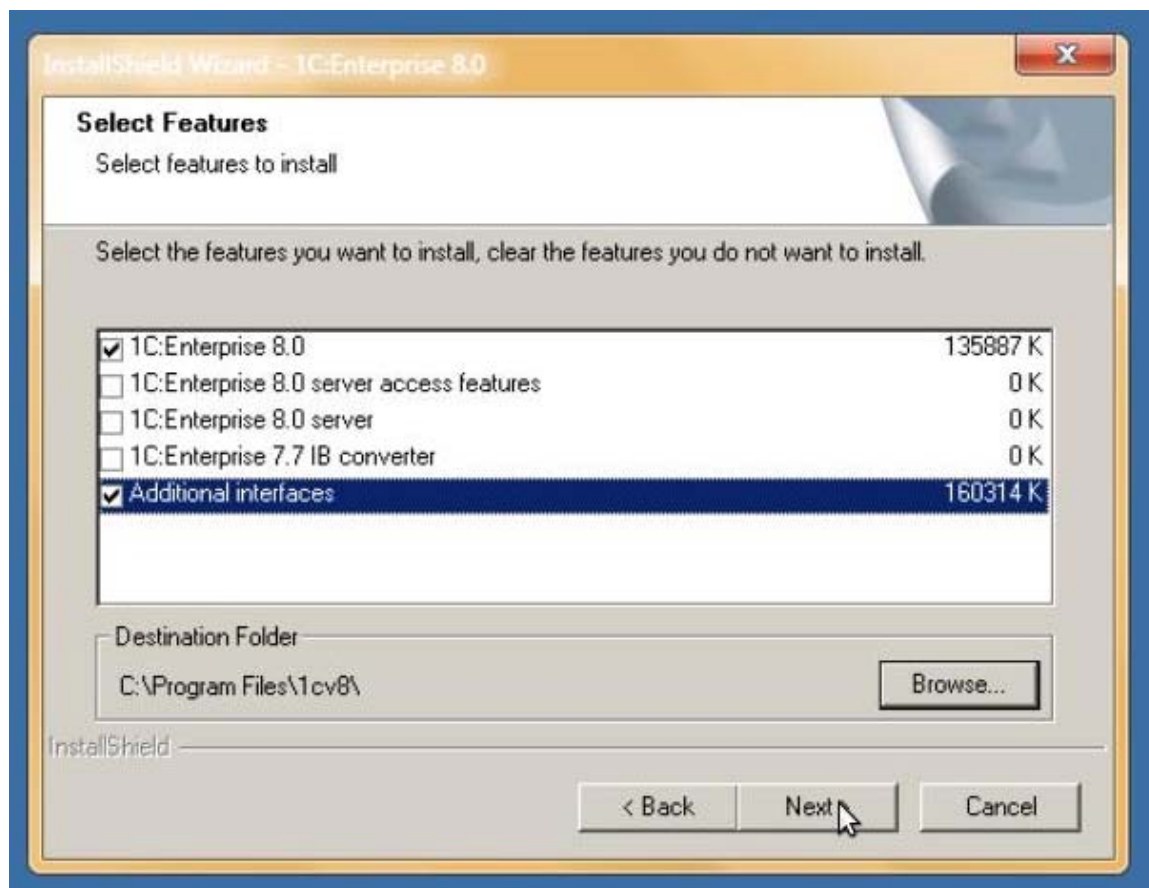 InstallShield Wizard - 1C:Enterprise 8.0
Select Features
Select features to install
Select the features you want to install, clear the features you do not want to install.
1C:Enterprise 8.0 135887 K
1C:Enterprise 8.0 server access features 0 K
1C:Enterprise 8.0 server 0 K
1C:Enterprise 7.7 IB converter 0 K
Additional interfaces 160314 K
Destination Folder
C:\Program Files\1cv8\ Browse...
InstallShield
< Back Next Cancel